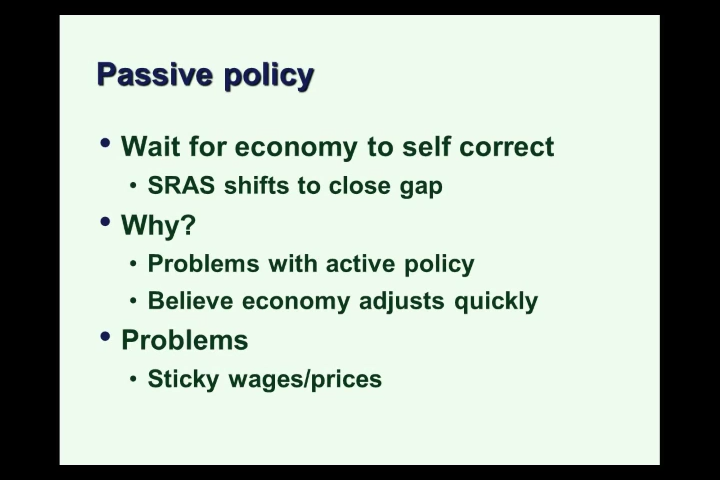 Passive policy
• Wait for economy to self correct
• SRAS shifts to close gap
• Why?
• Problems with active policy
• Believe economy adjusts quickly
• Problems
• Sticky wages/prices